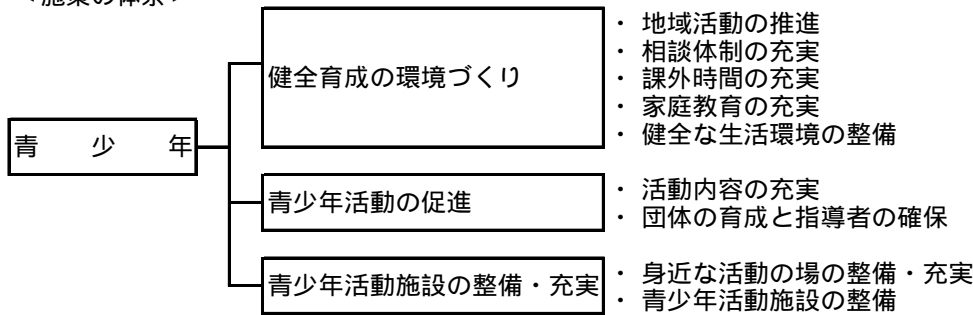 ＜施策の体系＞
健全育成の環境づくり
・ 地域活動の推進
・ 相談体制の充実
・ 課外時間の充実
・ 家庭教育の充実
・ 健全な生活環境の整備
青　少　年
青少年活動の促進
・ 活動内容の充実
・ 団体の育成と指導者の確保
青少年活動施設の整備・充実
・ 身近な活動の場の整備・充実
・ 青少年活動施設の整備